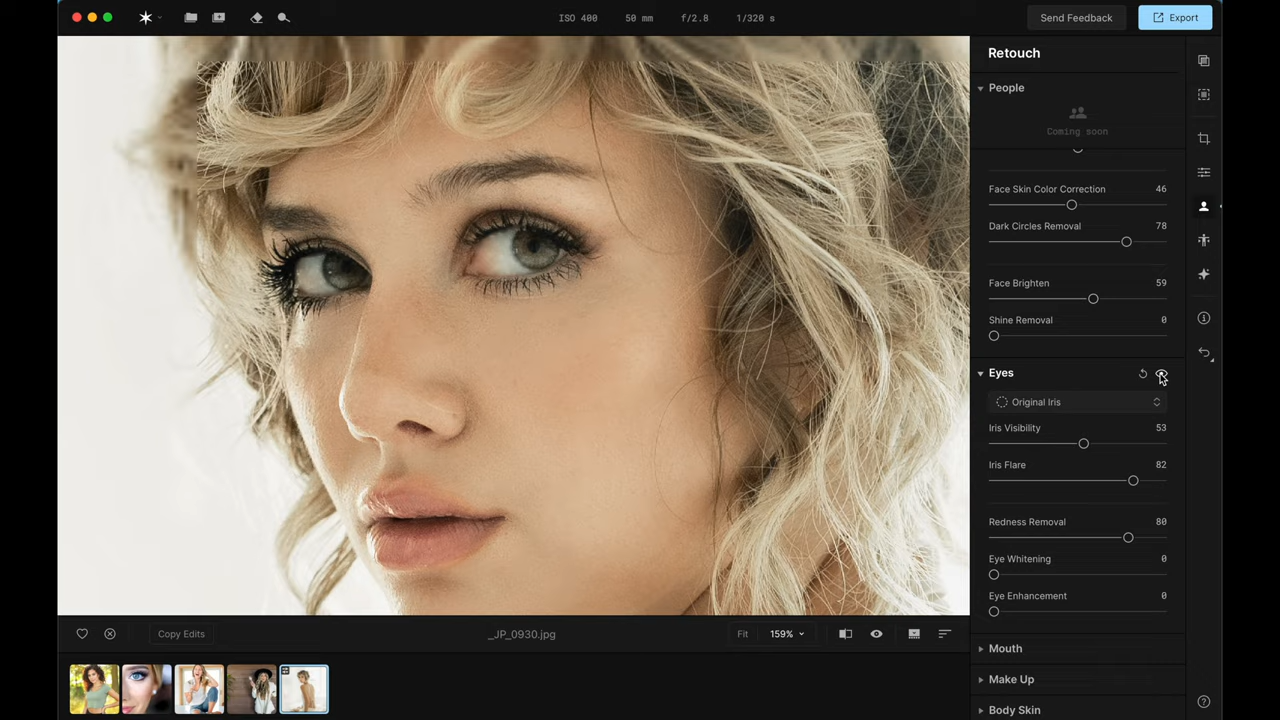 ISO 400 50 mm f/2.8 1/320 s
Send Feedback
Export
Retouch
People
Coming soon
Face Skin Color Correction 46
Dark Circles Removal 78
Face Brighten 59
Shine Removal 0
Eyes
Original Iris
Iris Visibility 53
Iris Flare 82
Redness Removal 80
Eye Whitening 0
Eye Enhancement 0
Mouth
Make Up
Body Skin
Copy Edits
_JP_0930.jpg
Fit
159%